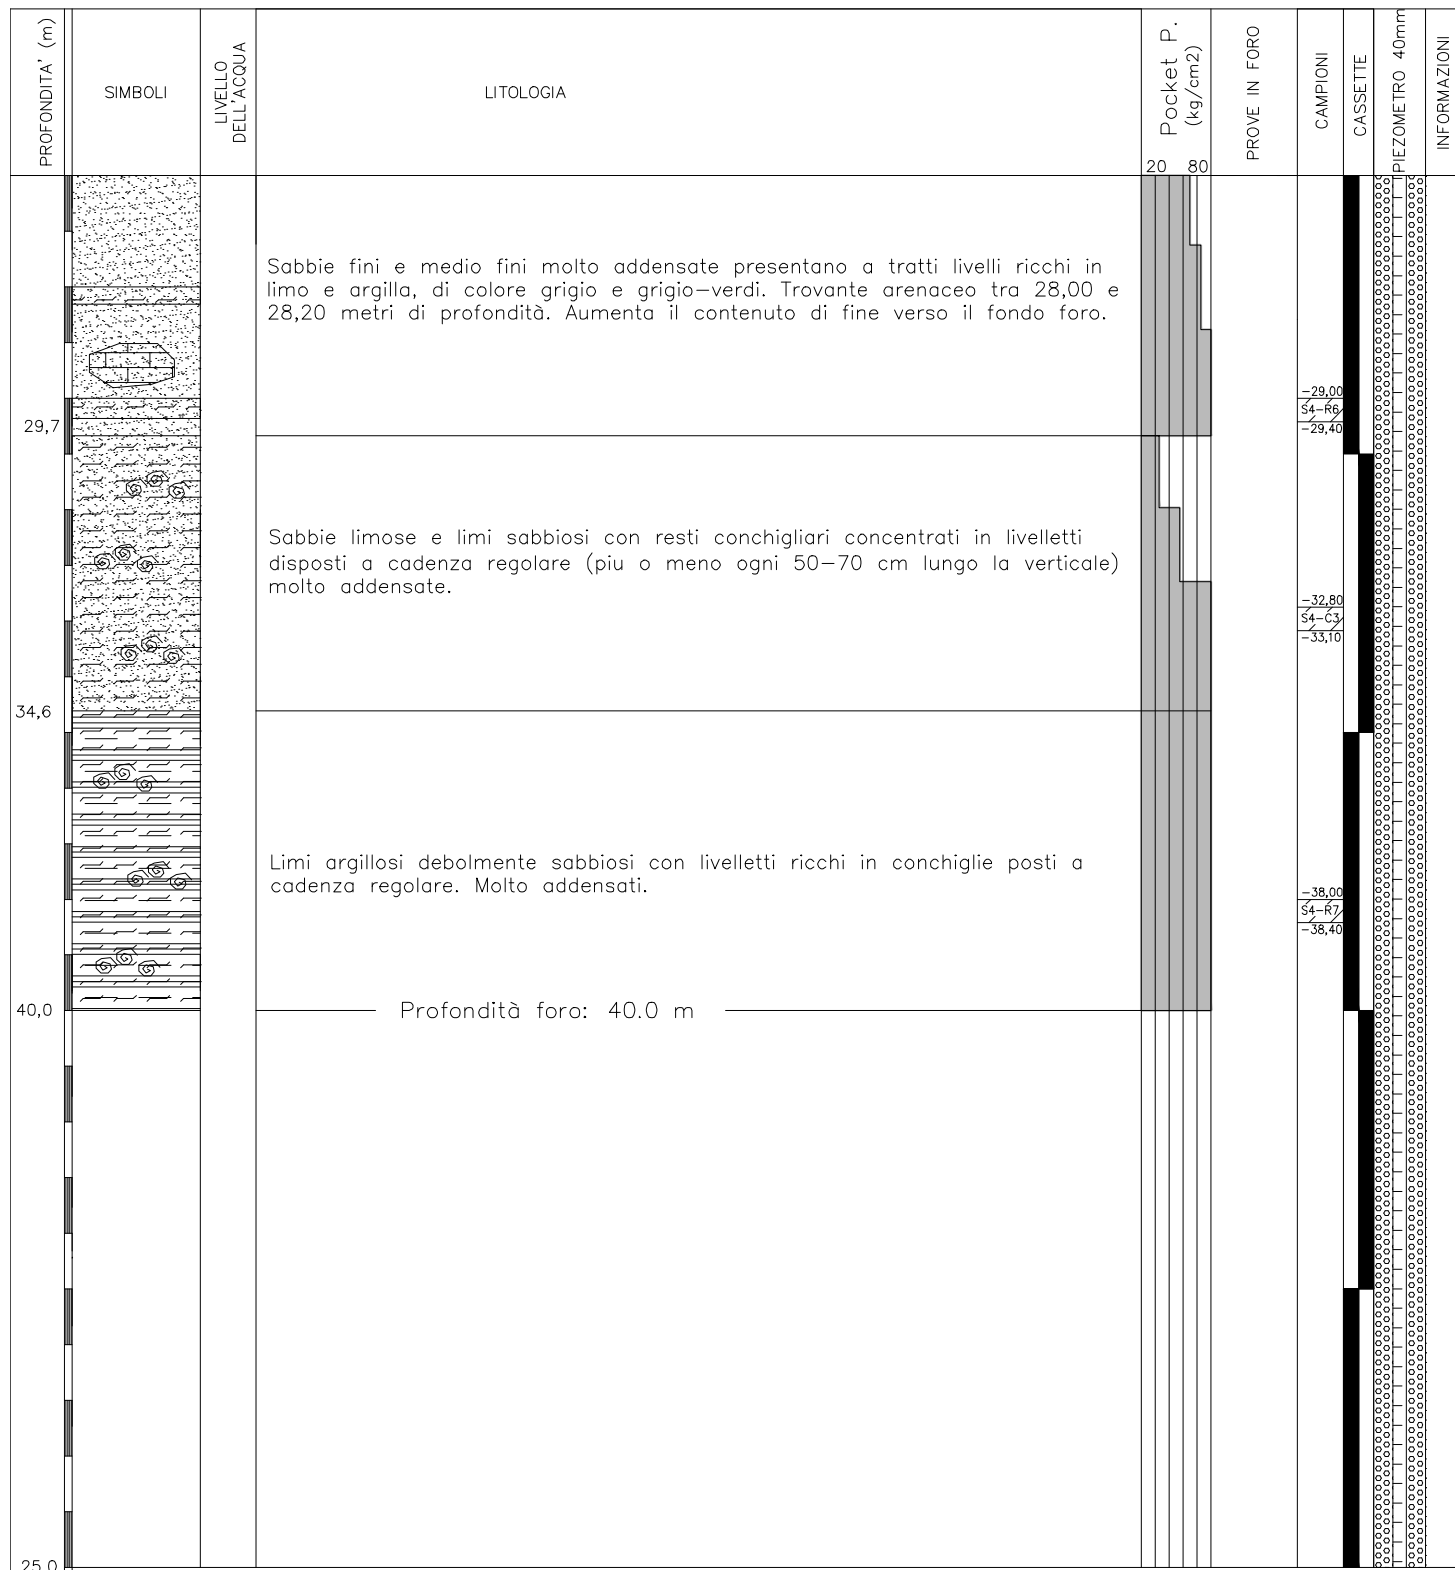 PROFONDITA' (m)
SIMBOLI
LIVELLO
DELL'ACQUA
LITOLOGIA
Pocket P.
(kg/cm2)
20 80
PROVE IN FORO
CAMPIONI
CASSETTE
PIEZOMETRO 40mm
INFORMAZIONI
Sabbie fini e medio fini molto addensate presentano a tratti livelli ricchi in
limo e argilla, di colore grigio e grigio-verdi. Trovante arenaceo tra 28,00 e
28,20 metri di profondità. Aumenta il contenuto di fine verso il fondo foro.
-29,00
S4-R6
-29,40
29,7
Sabbie limose e limi sabbiosi con resti conchigliari concentrati in livelletti
disposti a cadenza regolare (piu o meno ogni 50-70 cm lungo la verticale)
molto addensate.
-32,80
S4-C3
-33,10
34,6
Limi argillosi debolmente sabbiosi con livelletti ricchi in conchiglie posti a
cadenza regolare. Molto addensati.
-38,00
S4-R7
-38,40
40,0
Profondità foro: 40.0 m
25,0